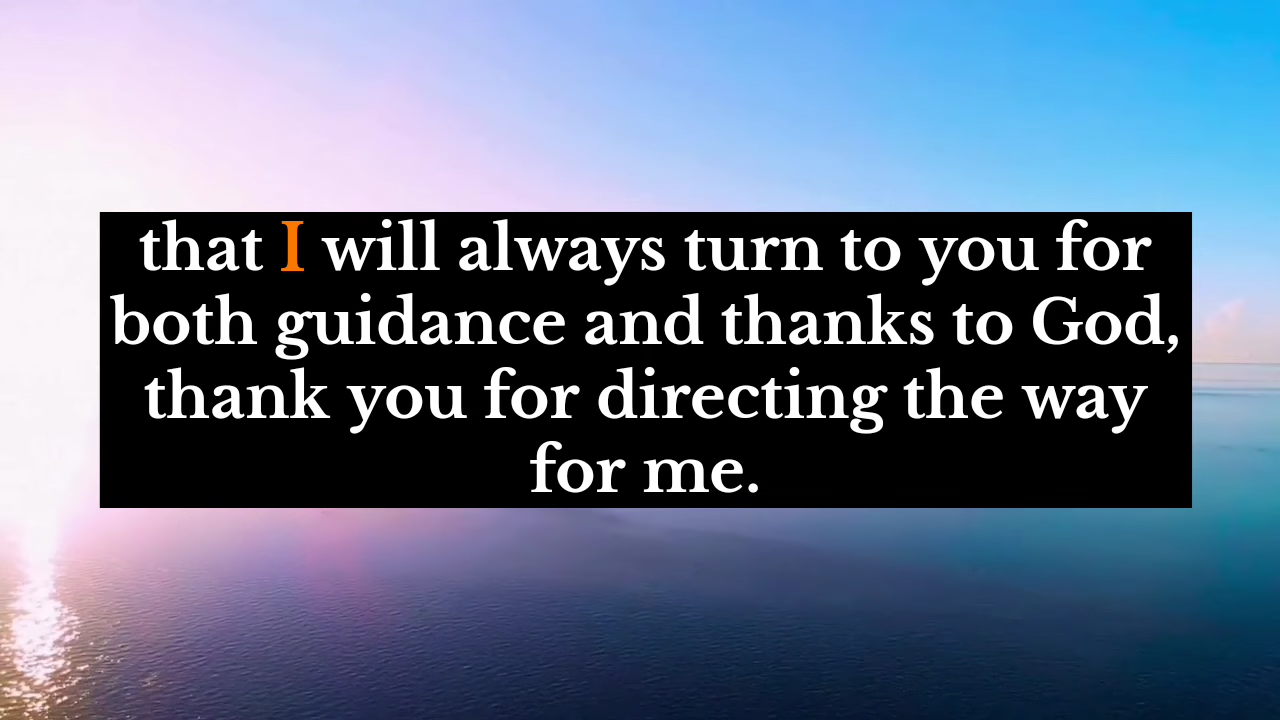 that I will always turn to you for
both guidance and thanks to God,
thank you for directing the way
for me.